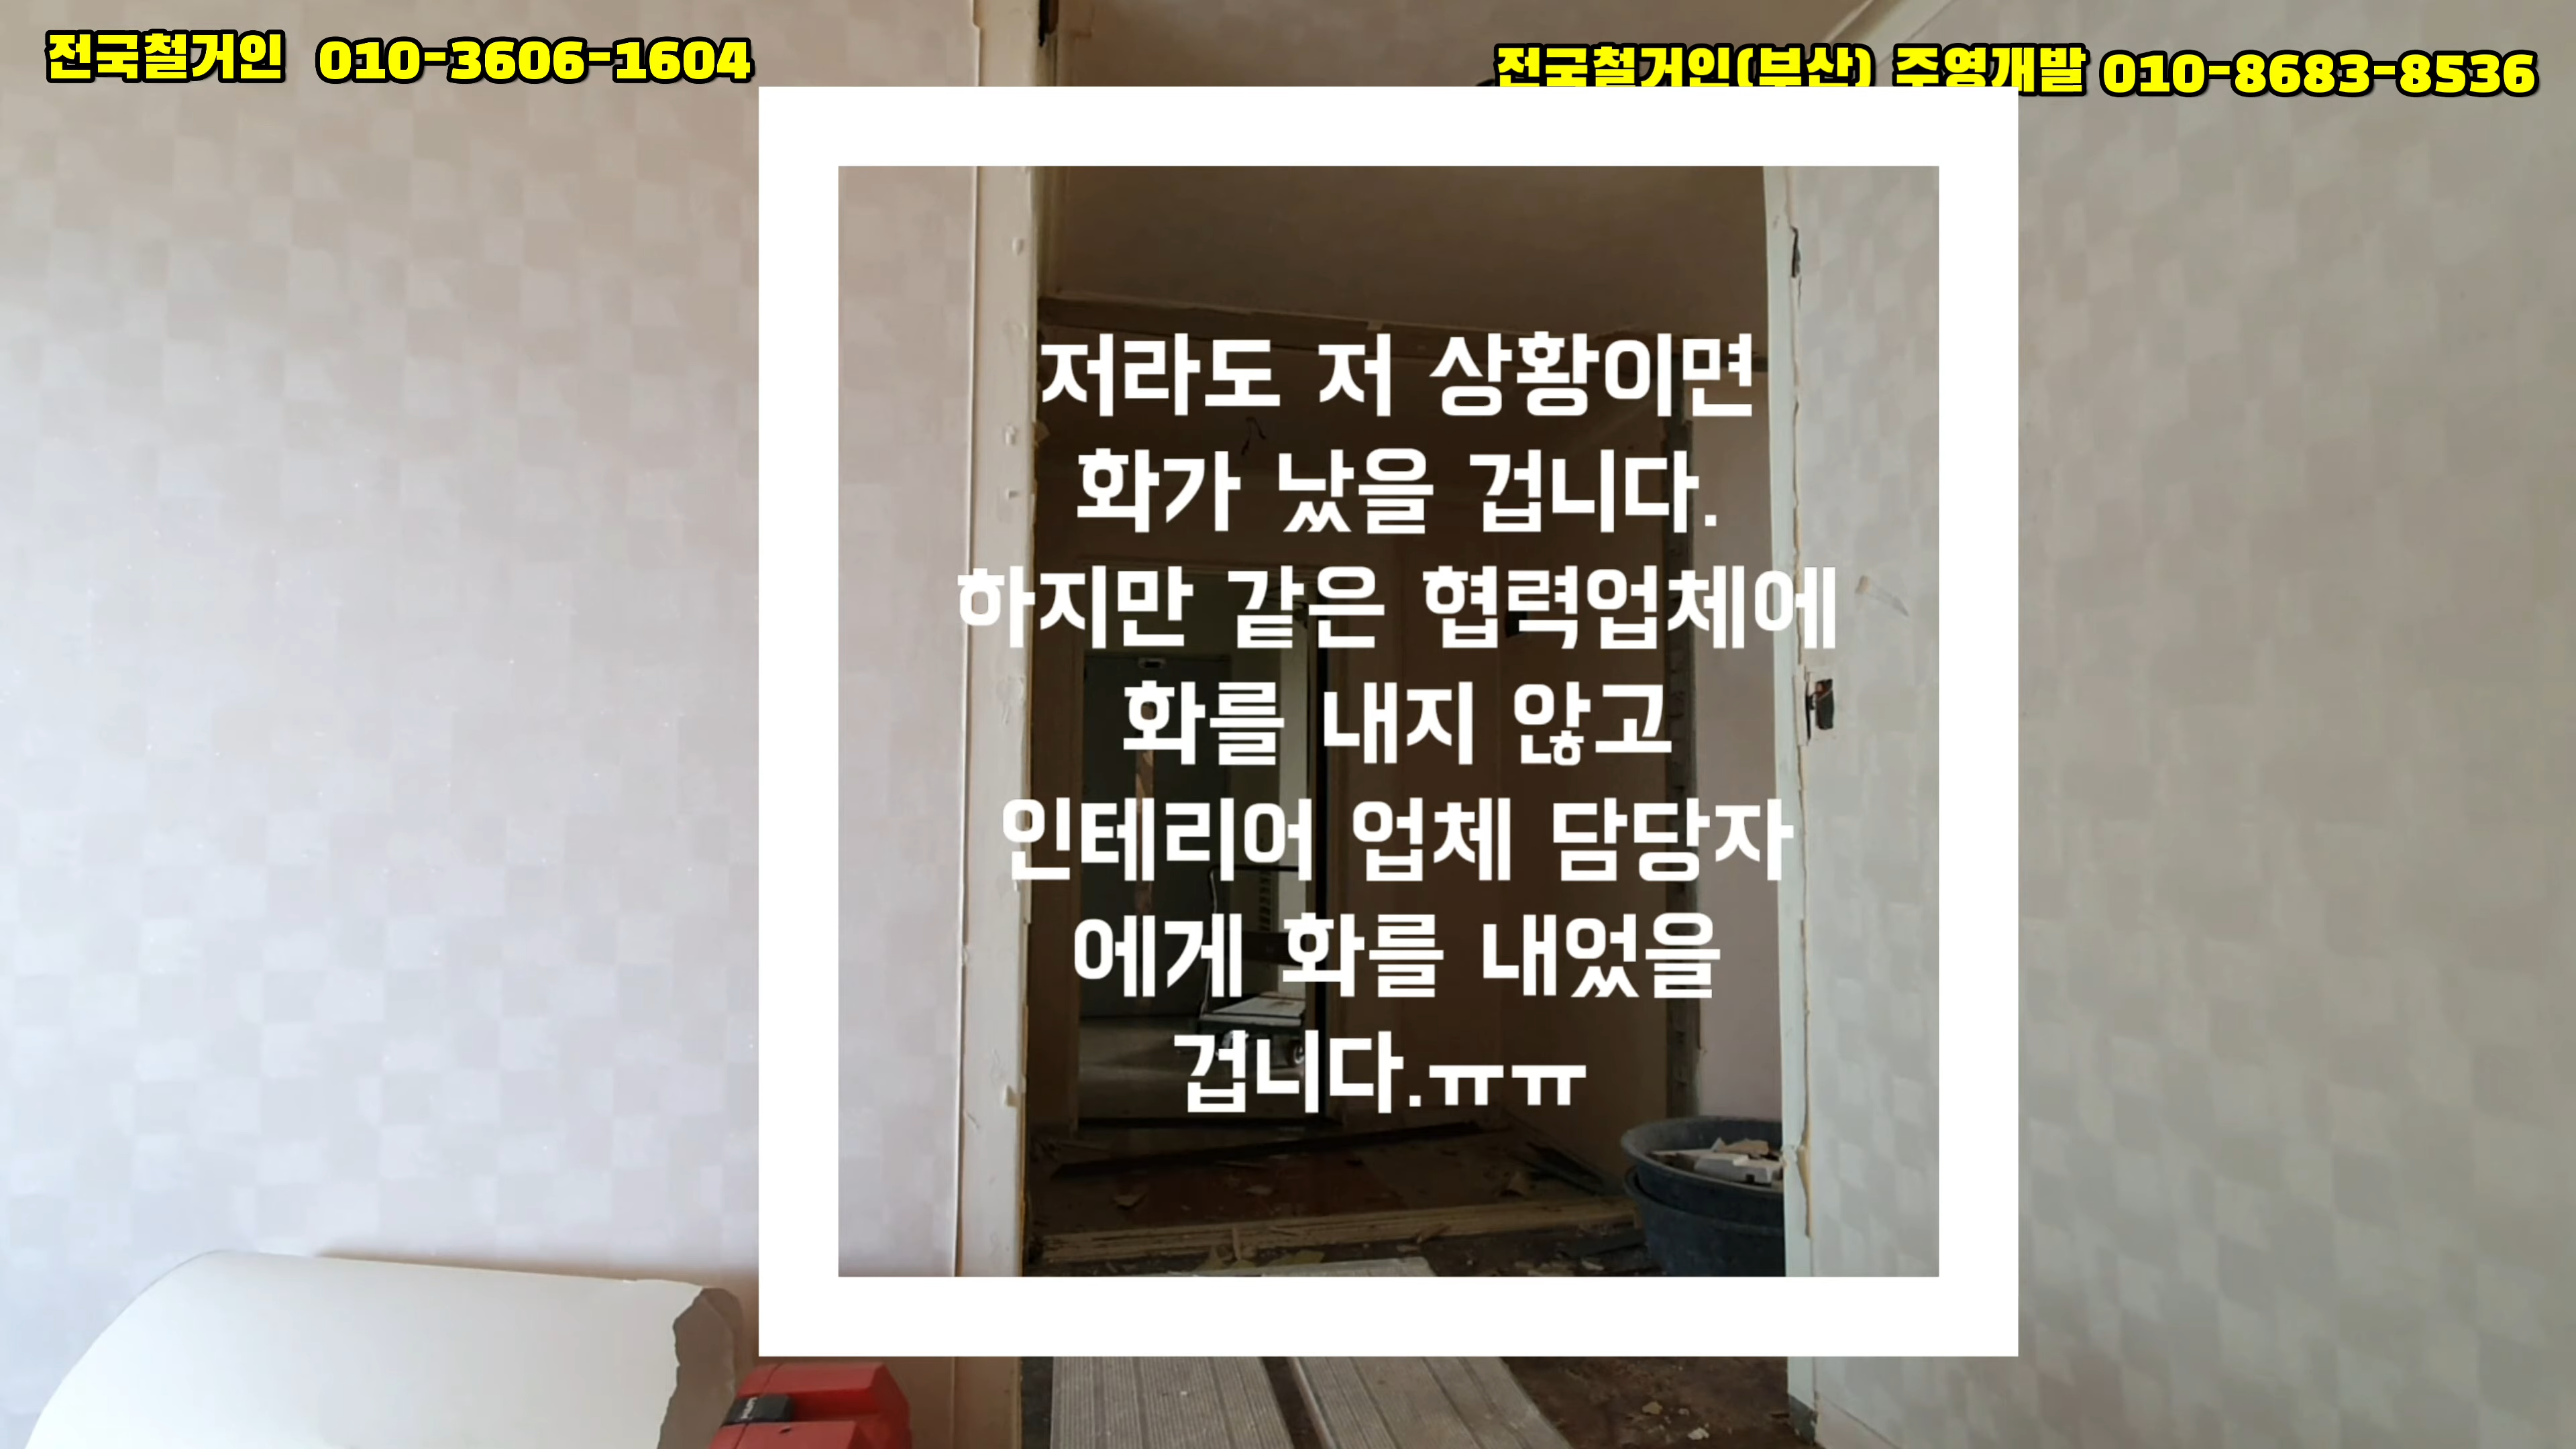 전국철거인 010-3606-1604
전국철거인(부산) 주영개발 010-8683-8536
저라도 저 상황이면
화가 났을 겁니다.
하지만 같은 협력업체에
화를 내지 않고
인테리어 업체 담당자
에게 화를 내었을
겁니다.ㅠㅠ